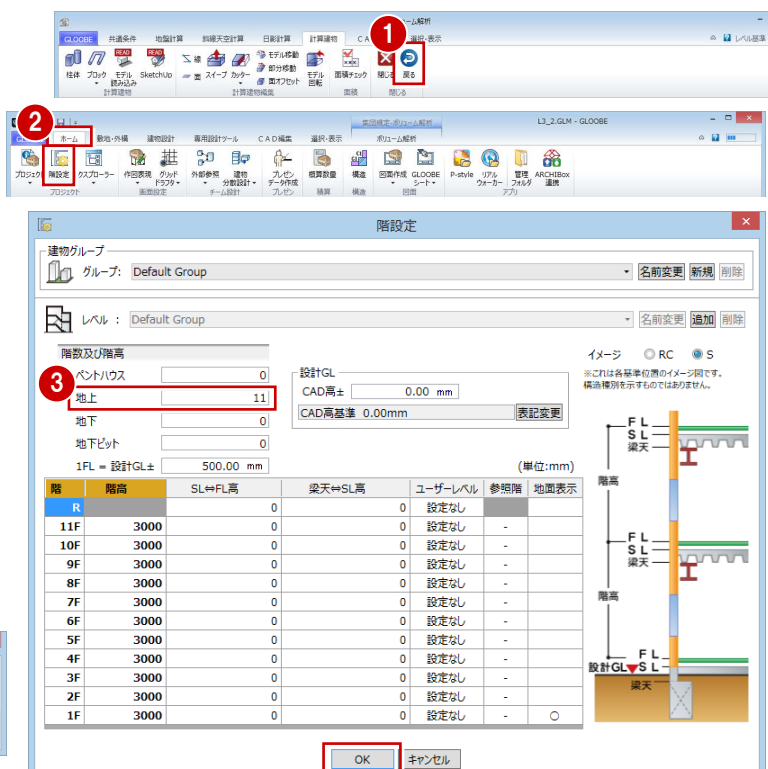 ューム解析
GLOOBE 共通条件 地盤計算 斜線天空計算 日影計算 計算建物 CA 選択・表示 レベル基準
1
柱体 ブロック モデル読み込み SketchUp 線 面 スイープ カッター モデル移動 部分移動 面オフセット モデル回転 面積チェック 閉じる 戻る
計算建物 計算建物編集 面積 閉じる
2
集団規定・ボリューム解析 L3_2.GLM - GLOOBE
ホーム 敷地・外構 建物設計 専用設計ツール CAD編集 選択・表示 ボリューム解析
プロジェクト 階設定 クスプローラー 作図表現 グリッドドラフタ 外部参照 建物分散設計 プレゼンデータ作成 概算数量 構造 図面作成 GLOOBEシート P-style リアルウォーカー 管理フォルダ ARCHIBox連携
プロジェクト 画面設定 チーム設計 プレゼン 積算 構造 図面 アプリ
階設定
建物グループ
グループ: Default Group 名前変更 新規 削除
レベル : Default Group 名前変更 追加 削除
階数及び階高
ペントハウス 0
3
地上 11
地下 0
地下ピット 0
1FL = 設計GL± 500.00 mm
設計GL
CAD高± 0.00 mm
CAD高基準 0.00mm 表記変更
イメージ RC S
※これは各基準位置のイメージ図です。
構造種別を示すものではありません。
(単位:mm)
階 階高 SL⇔FL高 梁天⇔SL高 ユーザーレベル 参照階 地面表示
R 0 0 設定なし
11F 3000 0 0 設定なし -
10F 3000 0 0 設定なし -
9F 3000 0 0 設定なし -
8F 3000 0 0 設定なし -
7F 3000 0 0 設定なし -
6F 3000 0 0 設定なし -
5F 3000 0 0 設定なし -
4F 3000 0 0 設定なし -
3F 3000 0 0 設定なし -
2F 3000 0 0 設定なし -
1F 3000 0 0 設定なし - ○
FL
SL
梁天
階高
FL
SL
梁天
階高
FL
設計GL▼SL
梁天
OK キャンセル